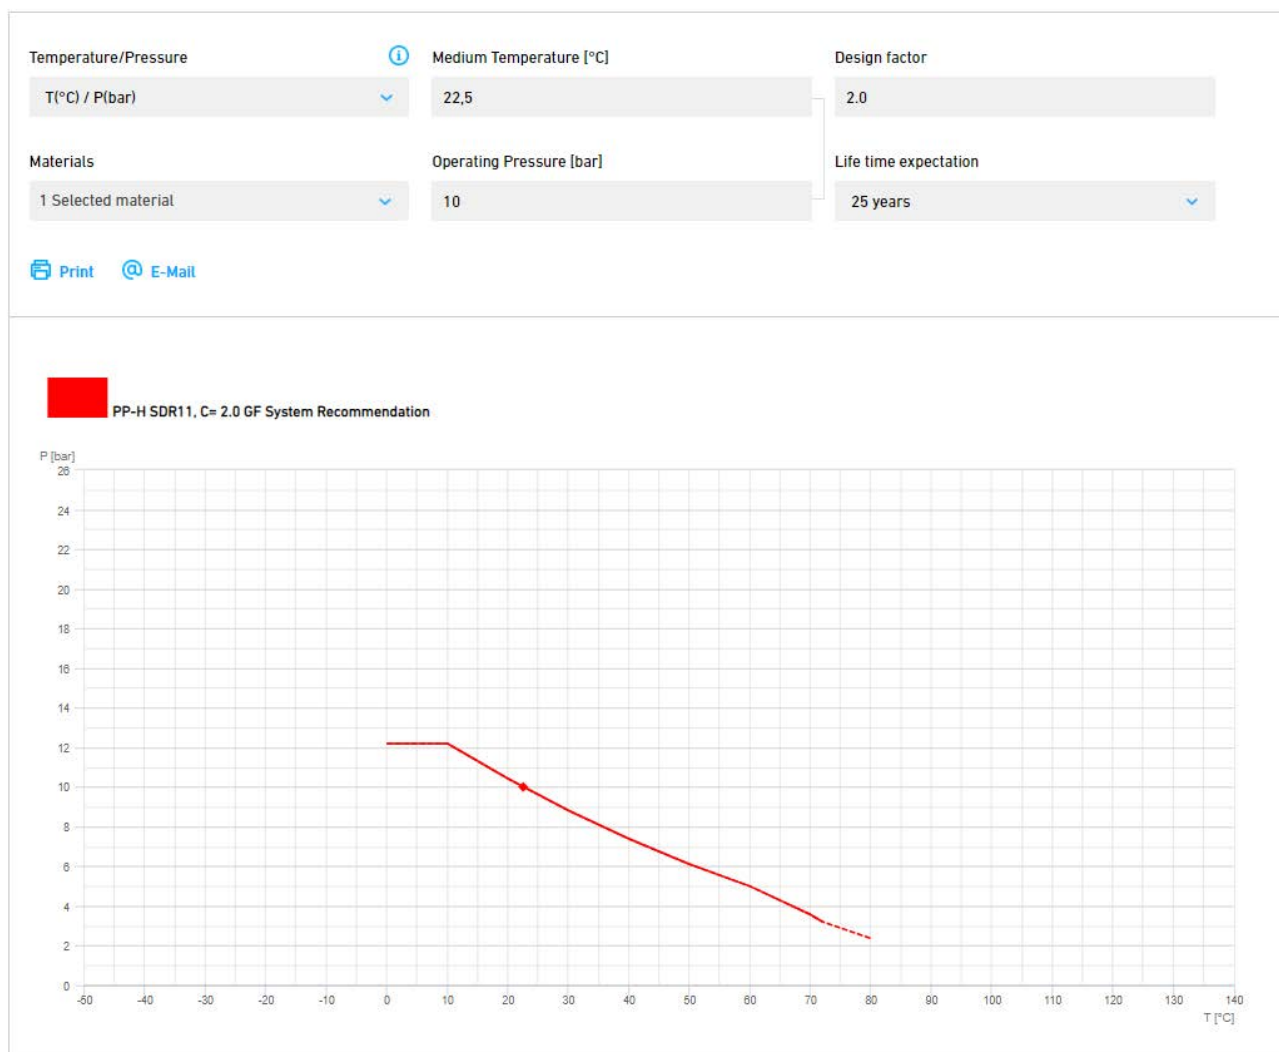 Temperature/Pressure
Medium Temperature [°C]
Design factor
T(°C) / P(bar)
22,5
2.0
Materials
Operating Pressure [bar]
Life time expectation
1 Selected material
10
25 years
Print
E-Mail
PP-H SDR11, C= 2.0 GF System Recommendation
P [bar]
26
24
22
20
18
16
14
12
10
8
6
4
2
0
-50 -40 -30 -20 -10 0 10 20 30 40 50 60 70 80 90 100 110 120 130 140
T [°C]